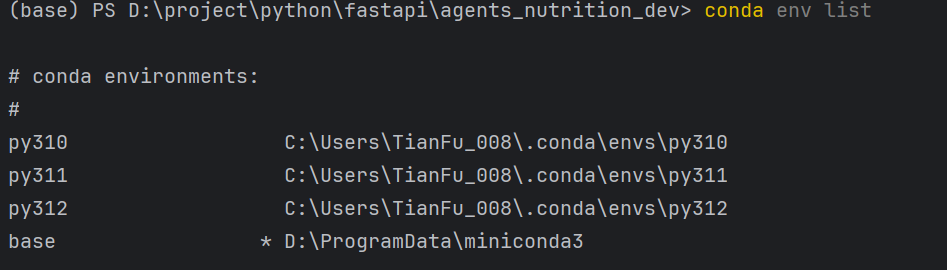 (base) PS D:\project\python\fastapi\agents_nutrition_dev> conda env list
# conda environments:
#
py310 C:\Users\TianFu_008\.conda\envs\py310
py311 C:\Users\TianFu_008\.conda\envs\py311
py312 C:\Users\TianFu_008\.conda\envs\py312
base * D:\ProgramData\miniconda3